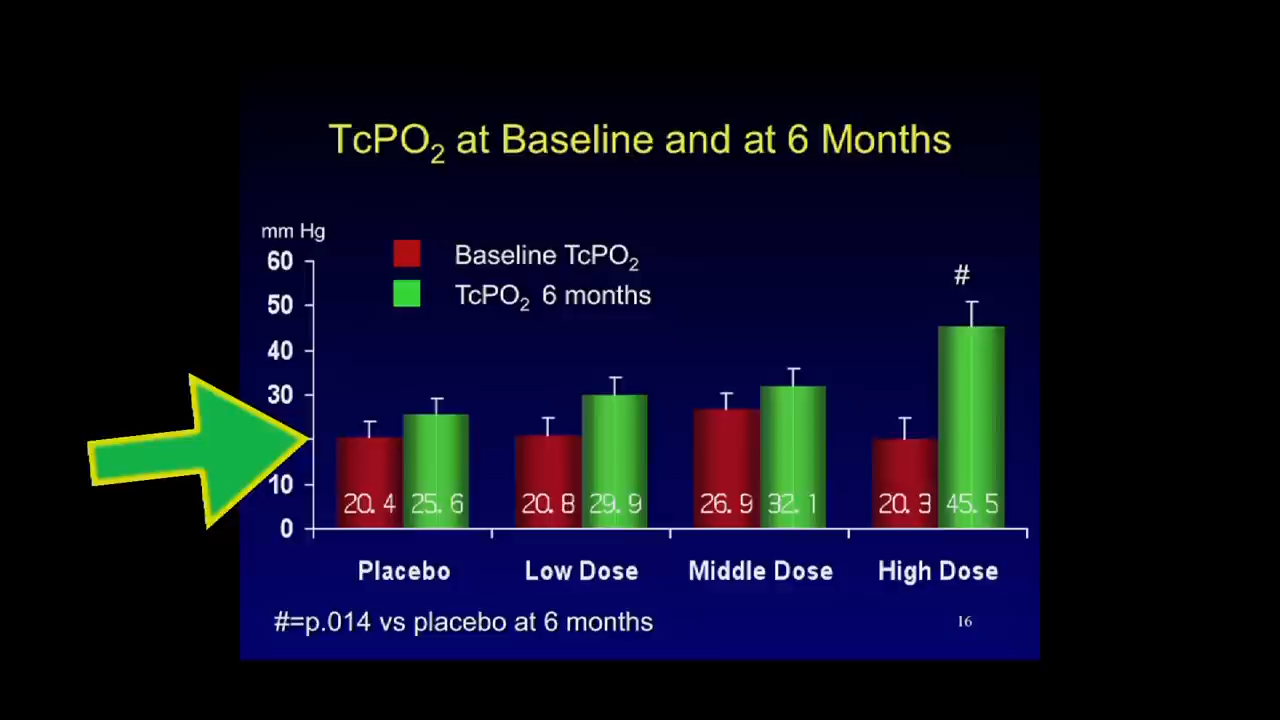 TcPO₂ at Baseline and at 6 Months
mm Hg
60
50
40
30
10
0
Baseline TcPO₂
TcPO₂ 6 months
#
20.4 25.6 20.8 29.9 26.9 32.1 20.3 45.5
Placebo Low Dose Middle Dose High Dose
#=p.014 vs placebo at 6 months
16